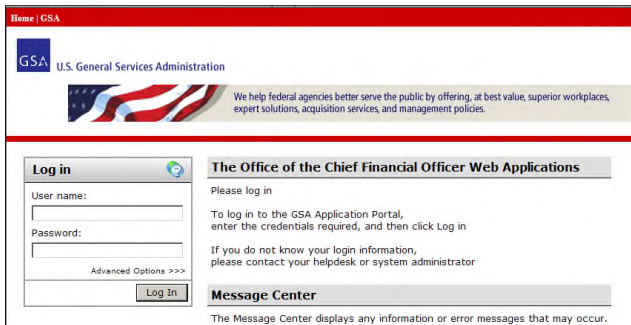 Home | GSA
GSA
U.S. General Services Administration
We help federal agencies better serve the public by offering, at best value, superior workplaces,
expert solutions, acquisition services, and management policies.
Log in
User name:
Password:
Advanced Options >>>
Log In
The Office of the Chief Financial Officer Web Applications
Please log in
To log in to the GSA Application Portal,
enter the credentials required, and then click Log in
If you do not know your login information,
please contact your helpdesk or system administrator
Message Center
The Message Center displays any information or error messages that may occur.